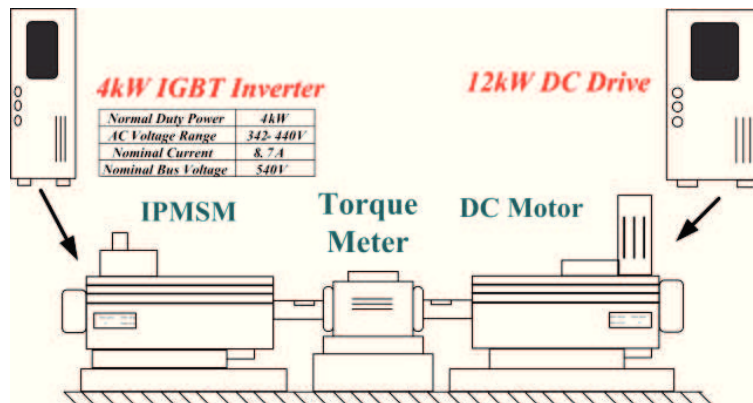 4kW IGBT Inverter
12kW DC Drive
Normal Duty Power 4kW
AC Voltage Range 342-440V
Nominal Current 8.7A
Nominal Bus Voltage 540V
IPMSM
Torque
Meter
DC Motor